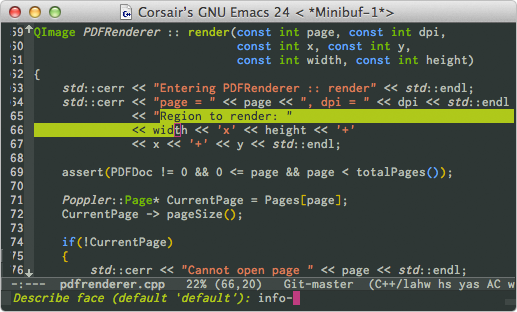 Corsair's GNU Emacs 24 < *Minibuf-1*>
59 QImage PDFRenderer :: render(const int page, const int dpi,
60 const int x, const int y,
61 const int width, const int height)
62 {
63 std::cerr << "Entering PDFRenderer :: render" << std::endl;
64 std::cerr << "page = " << page << ", dpi = " << dpi << std::endl
65 << "Region to render: "
66 << width << 'x' << height << '+'
67 << x << '+' << y << std::endl;
68
69 assert(PDFDoc != 0 && 0 <= page && page < totalPages());
70
71 Poppler::Page* CurrentPage = Pages[page];
72 CurrentPage -> pageSize();
73
74 if(!CurrentPage)
75 {
76 std::cerr << "Cannot open page " << page << std::endl;
-:--- pdfrenderer.cpp 22% (66,20) Git-master (C++/lahw hs yas AC w
Describe face (default 'default'): info-